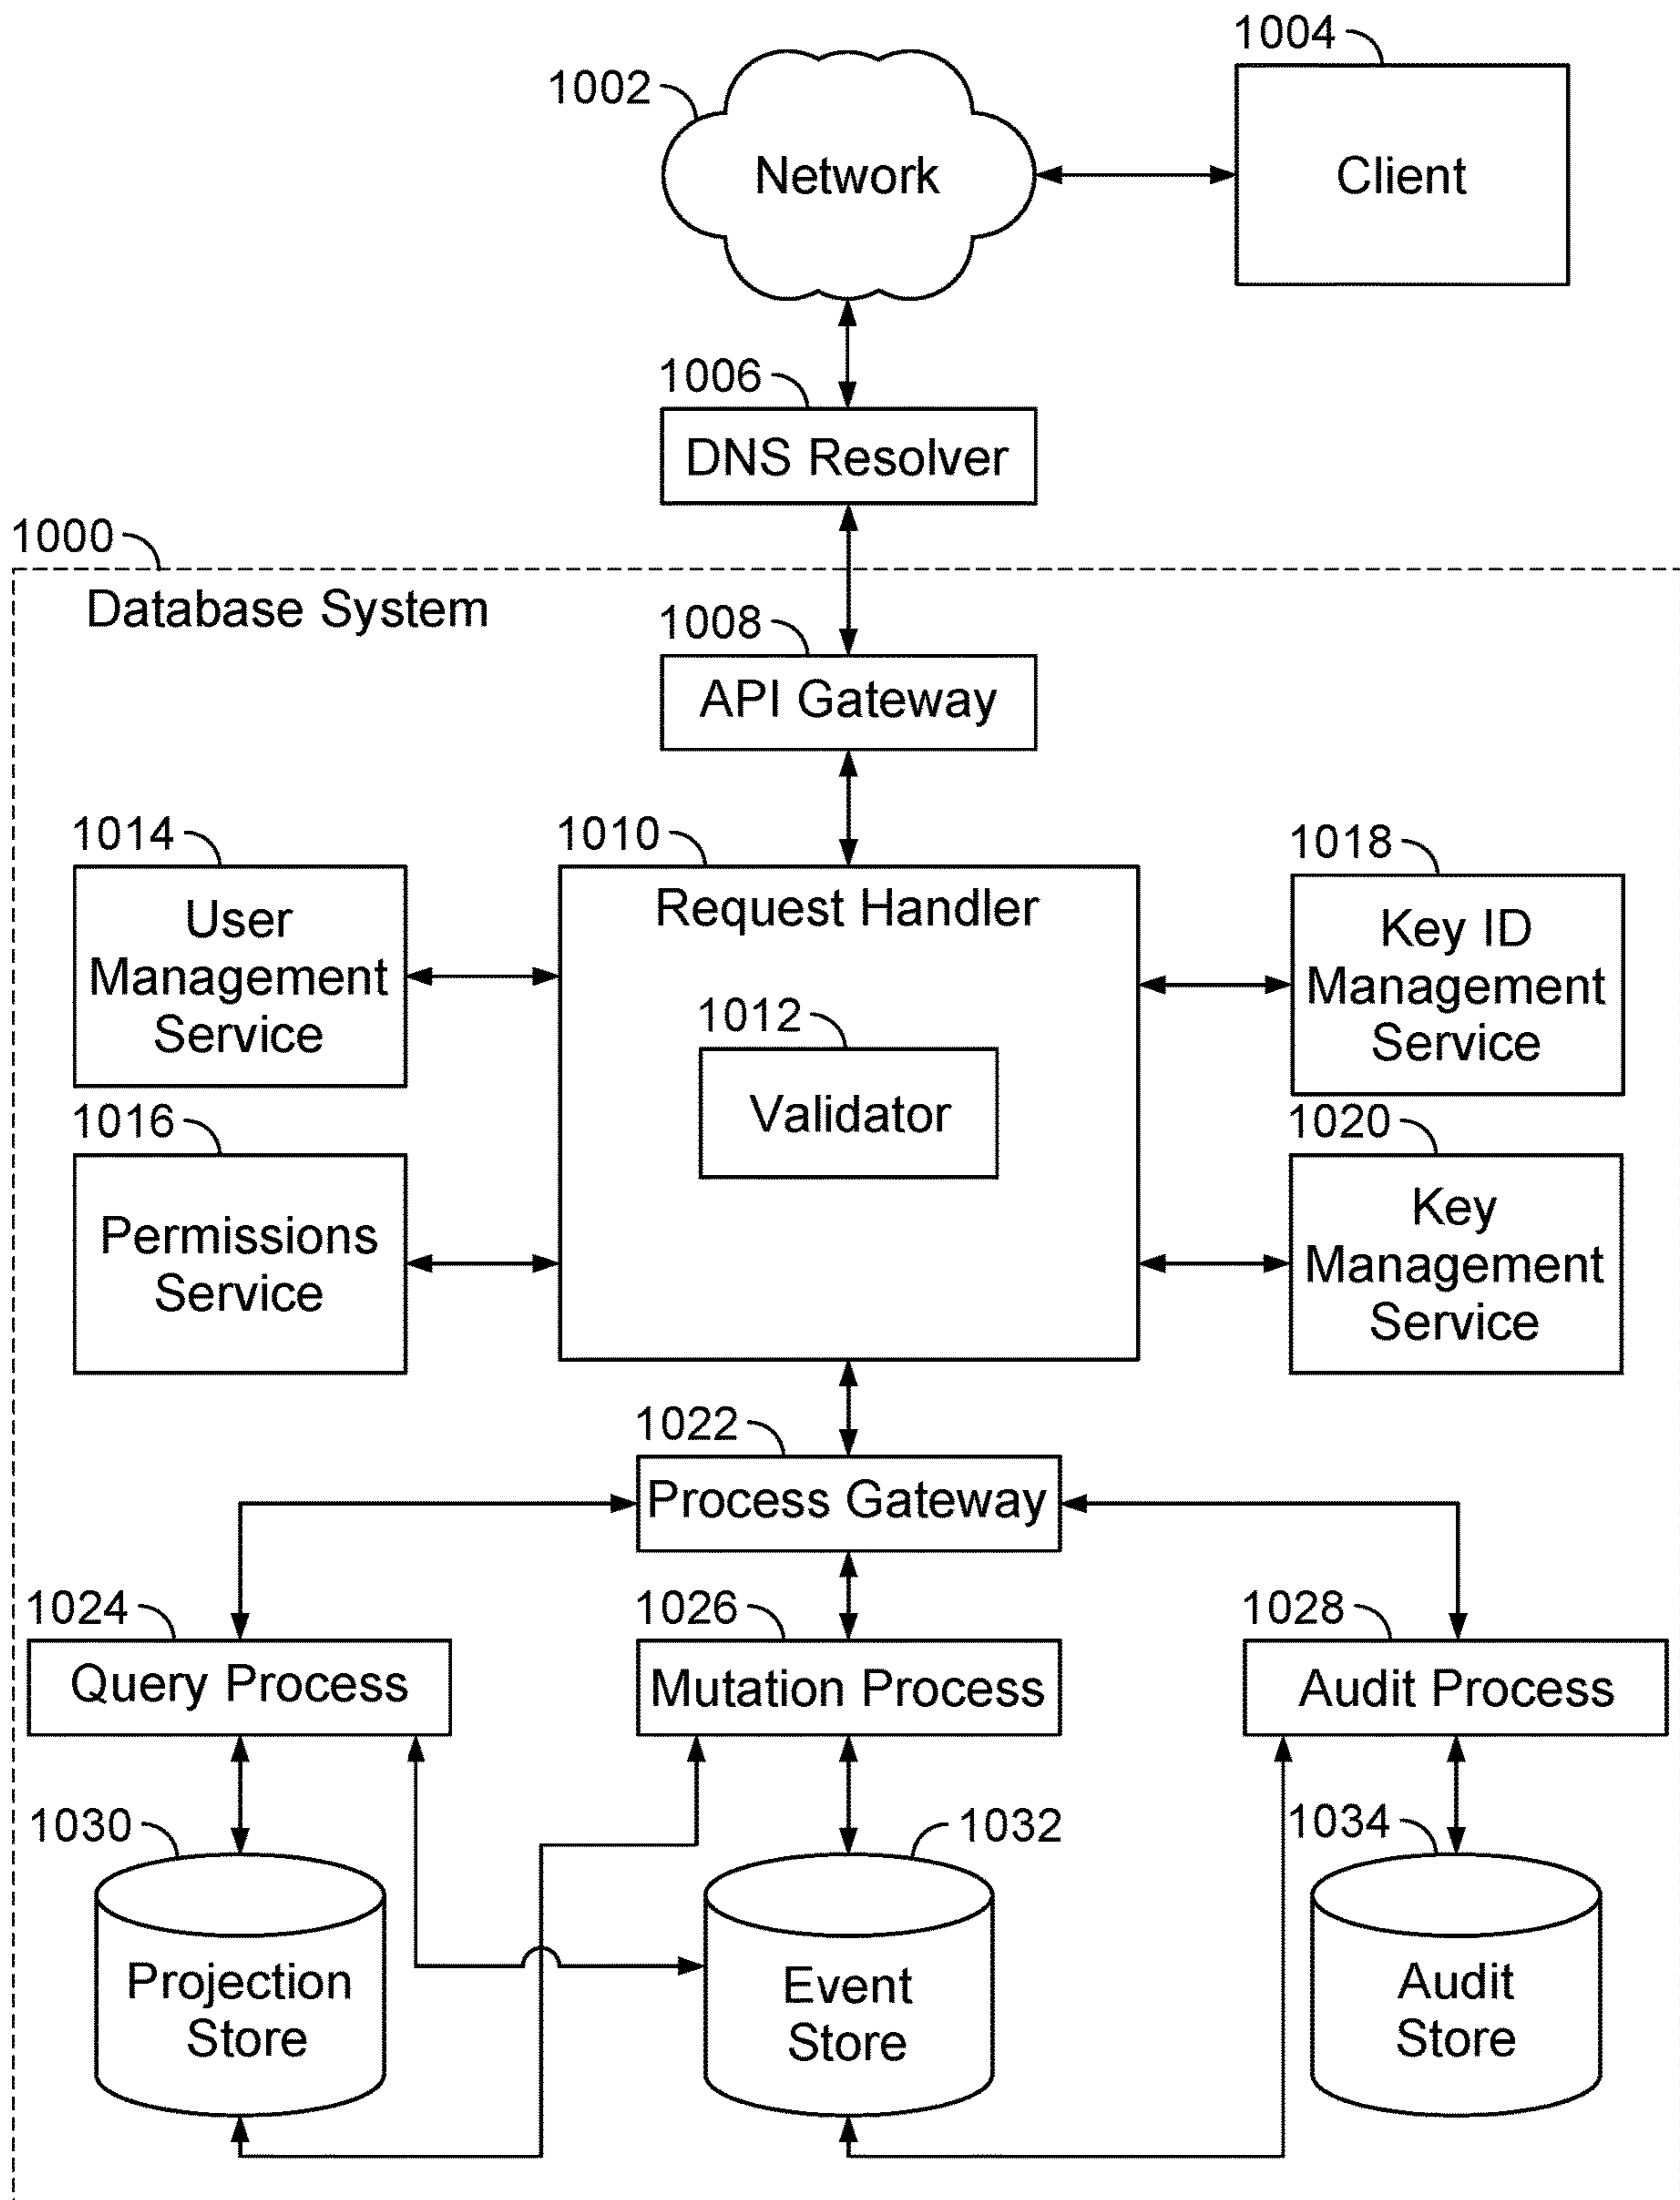 1004
1002
Network
Client
1006
DNS Resolver
1000
Database System
1008
API Gateway
1014
1010
1018
User
Management
Service
Request Handler
Key ID
Management
Service
1012
Validator
1016
1020
Permissions
Service
Key
Management
Service
1022
Process Gateway
1024
1026
1028
Query Process
Mutation Process
Audit Process
1030
1032
1034
Projection
Store
Event
Store
Audit
Store